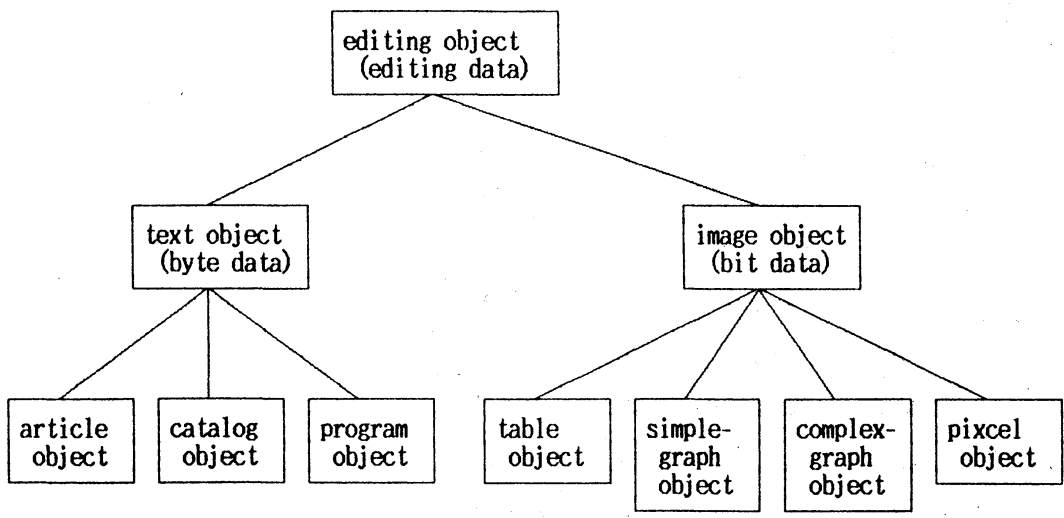 editing object
(editing data)
text object
(byte data)
image object
(bit data)
article
object
catalog
object
program
object
table
object
simple-
graph
object
complex-
graph
object
pixcel
object